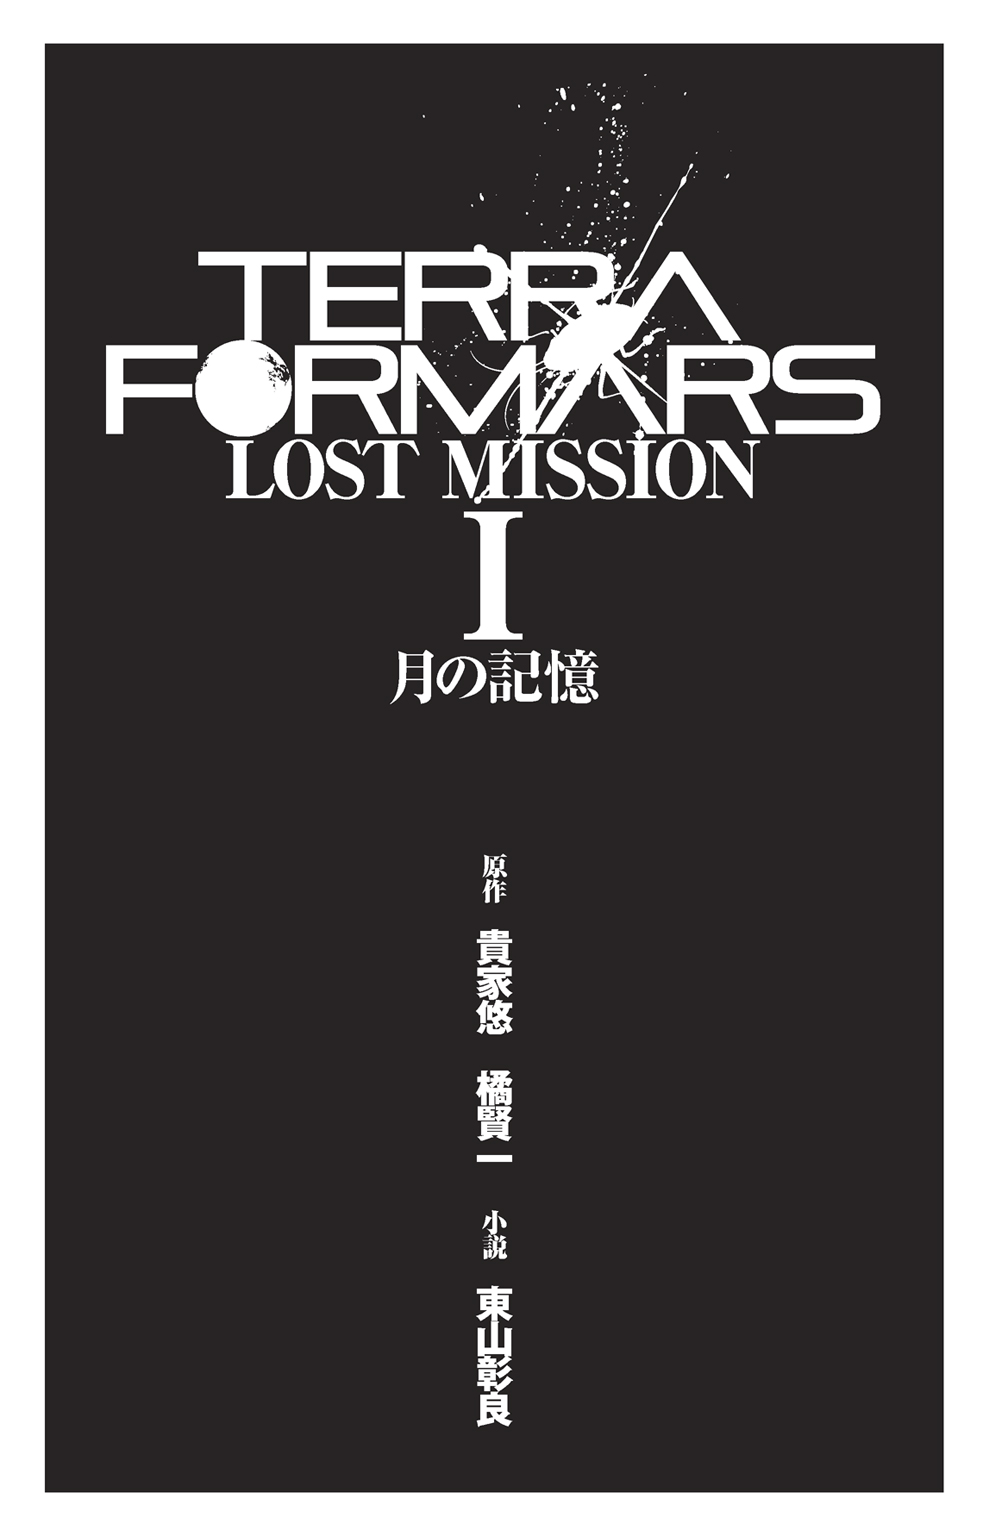 TERRA
FORMARS
LOST MISSION
I
月の記憶
原作 貴家悠 橘賢一 小説 東山彰良